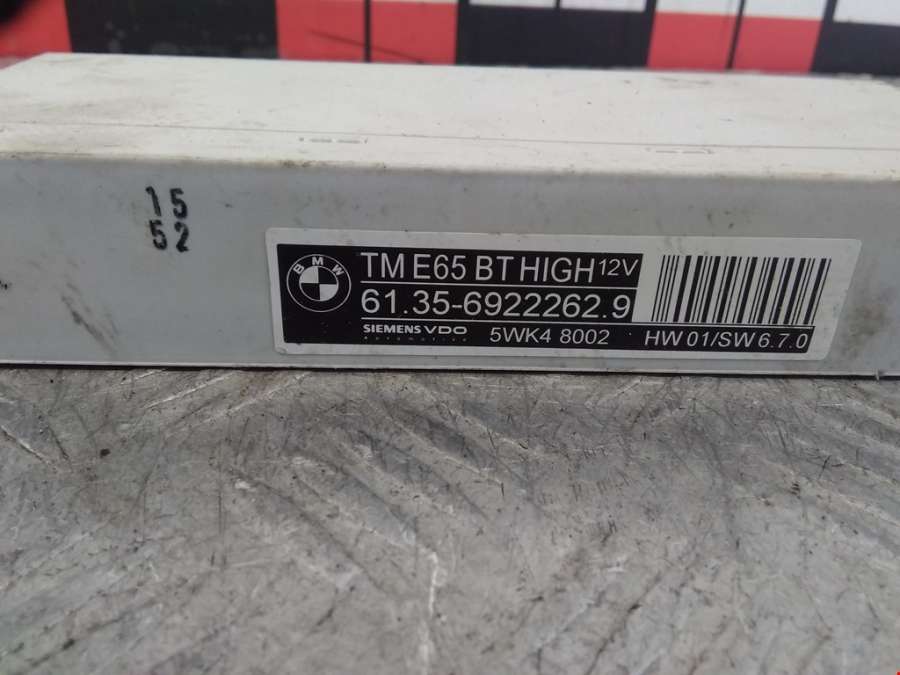 15
52
BMW
TM E65 BT HIGH 12V
61.35-6922262.9
SIEMENS VDO
Automotive
5WK4 8002
HW 01/SW 6.7.0